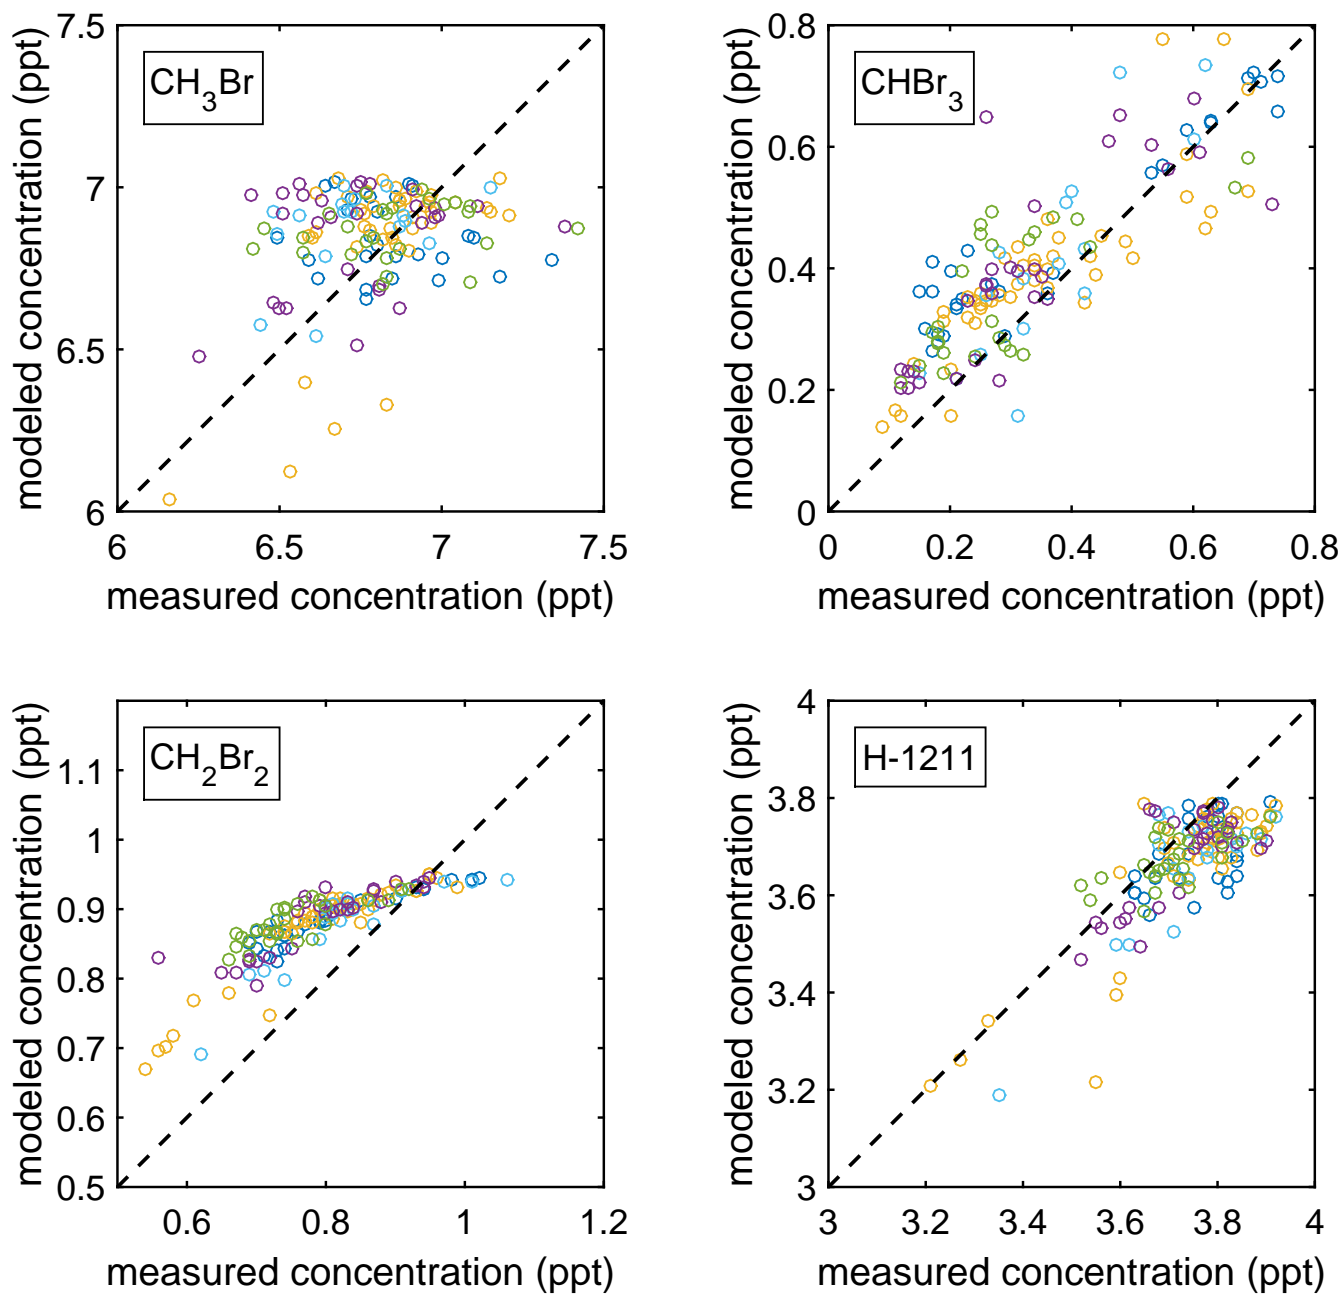 7.5
7
6.5
6
modeled concentration (ppt)
CH3Br
6 6.5 7 7.5
measured concentration (ppt)
0.8
0.6
0.4
0.2
0
modeled concentration (ppt)
CHBr3
0 0.2 0.4 0.6 0.8
measured concentration (ppt)
1.1
1
0.9
0.8
0.7
0.6
0.5
modeled concentration (ppt)
CH2Br2
0.6 0.8 1 1.2
measured concentration (ppt)
4
3.8
3.6
3.4
3.2
3
modeled concentration (ppt)
H-1211
3 3.2 3.4 3.6 3.8 4
measured concentration (ppt)